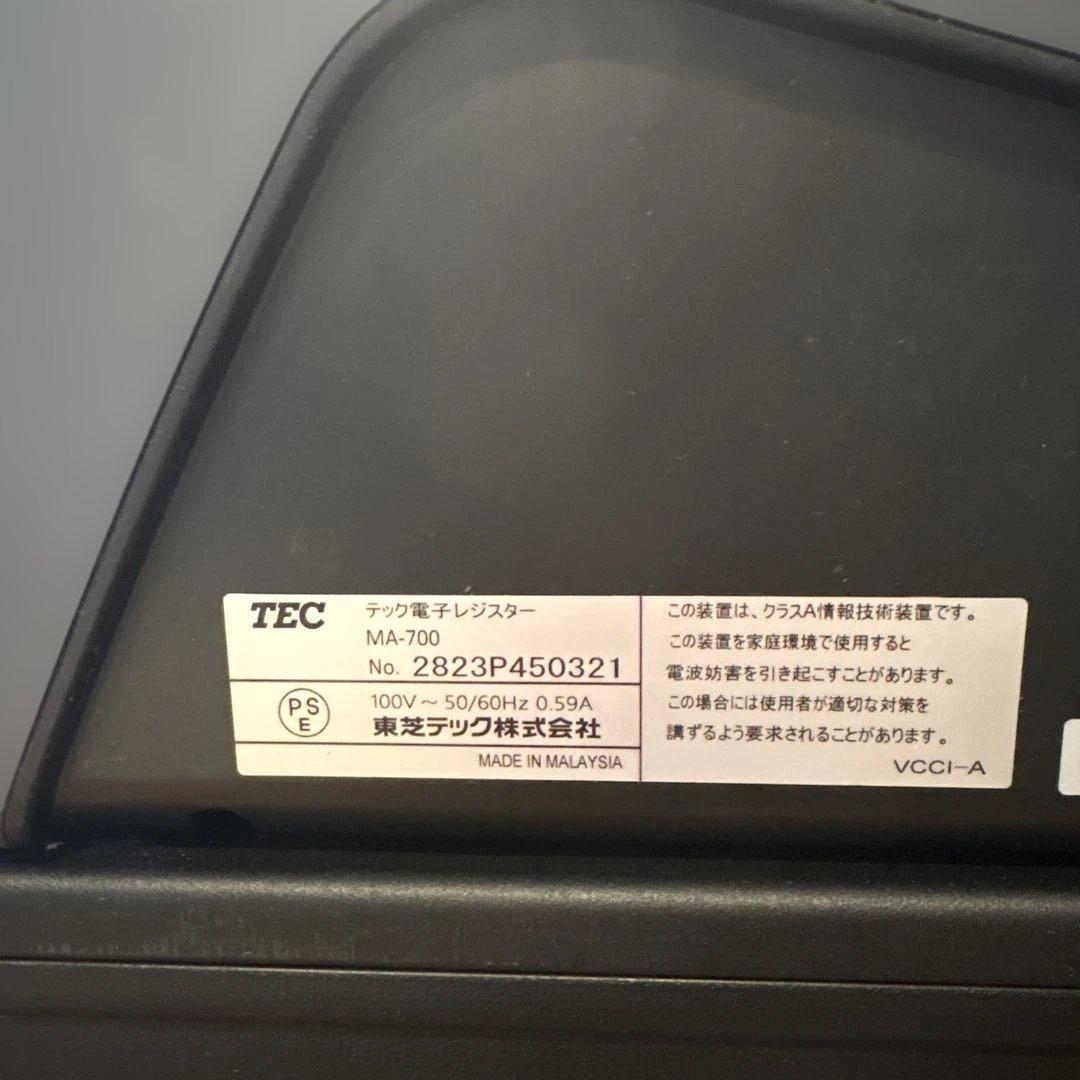 TEC
テック電子レジスター
MA-700
No. 2823P450321
PSE
100V～50/60Hz 0.59A
東芝テック株式会社
MADE IN MALAYSIA
この装置は、クラスA情報技術装置です。
この装置を家庭環境で使用すると
電波妨害を引き起こすことがあります。
この場合には使用者が適切な対策を
講ずるよう要求されることがあります。
VCCI-A